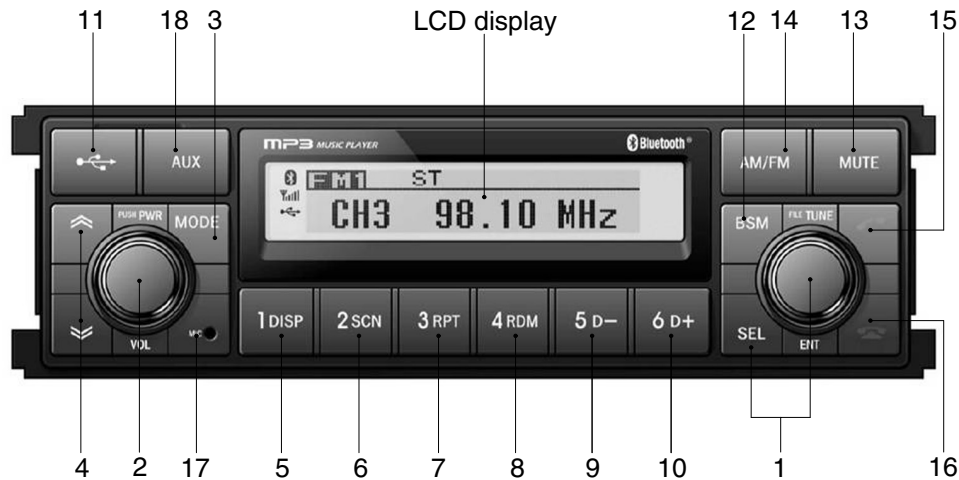 11 18 3 LCD display 12 14 13 15
MP3 MUSIC PLAYER Bluetooth®
AUX AM/FM MUTE
FM1 ST
CH3 98.10 MHz
PUSH PWR MODE BSM FILE TUNE
VOL MIC 1 DISP 2 SCN 3 RPT 4 RDM 5 D− 6 D+ SEL ENT
4 2 17 5 6 7 8 9 10 1 16